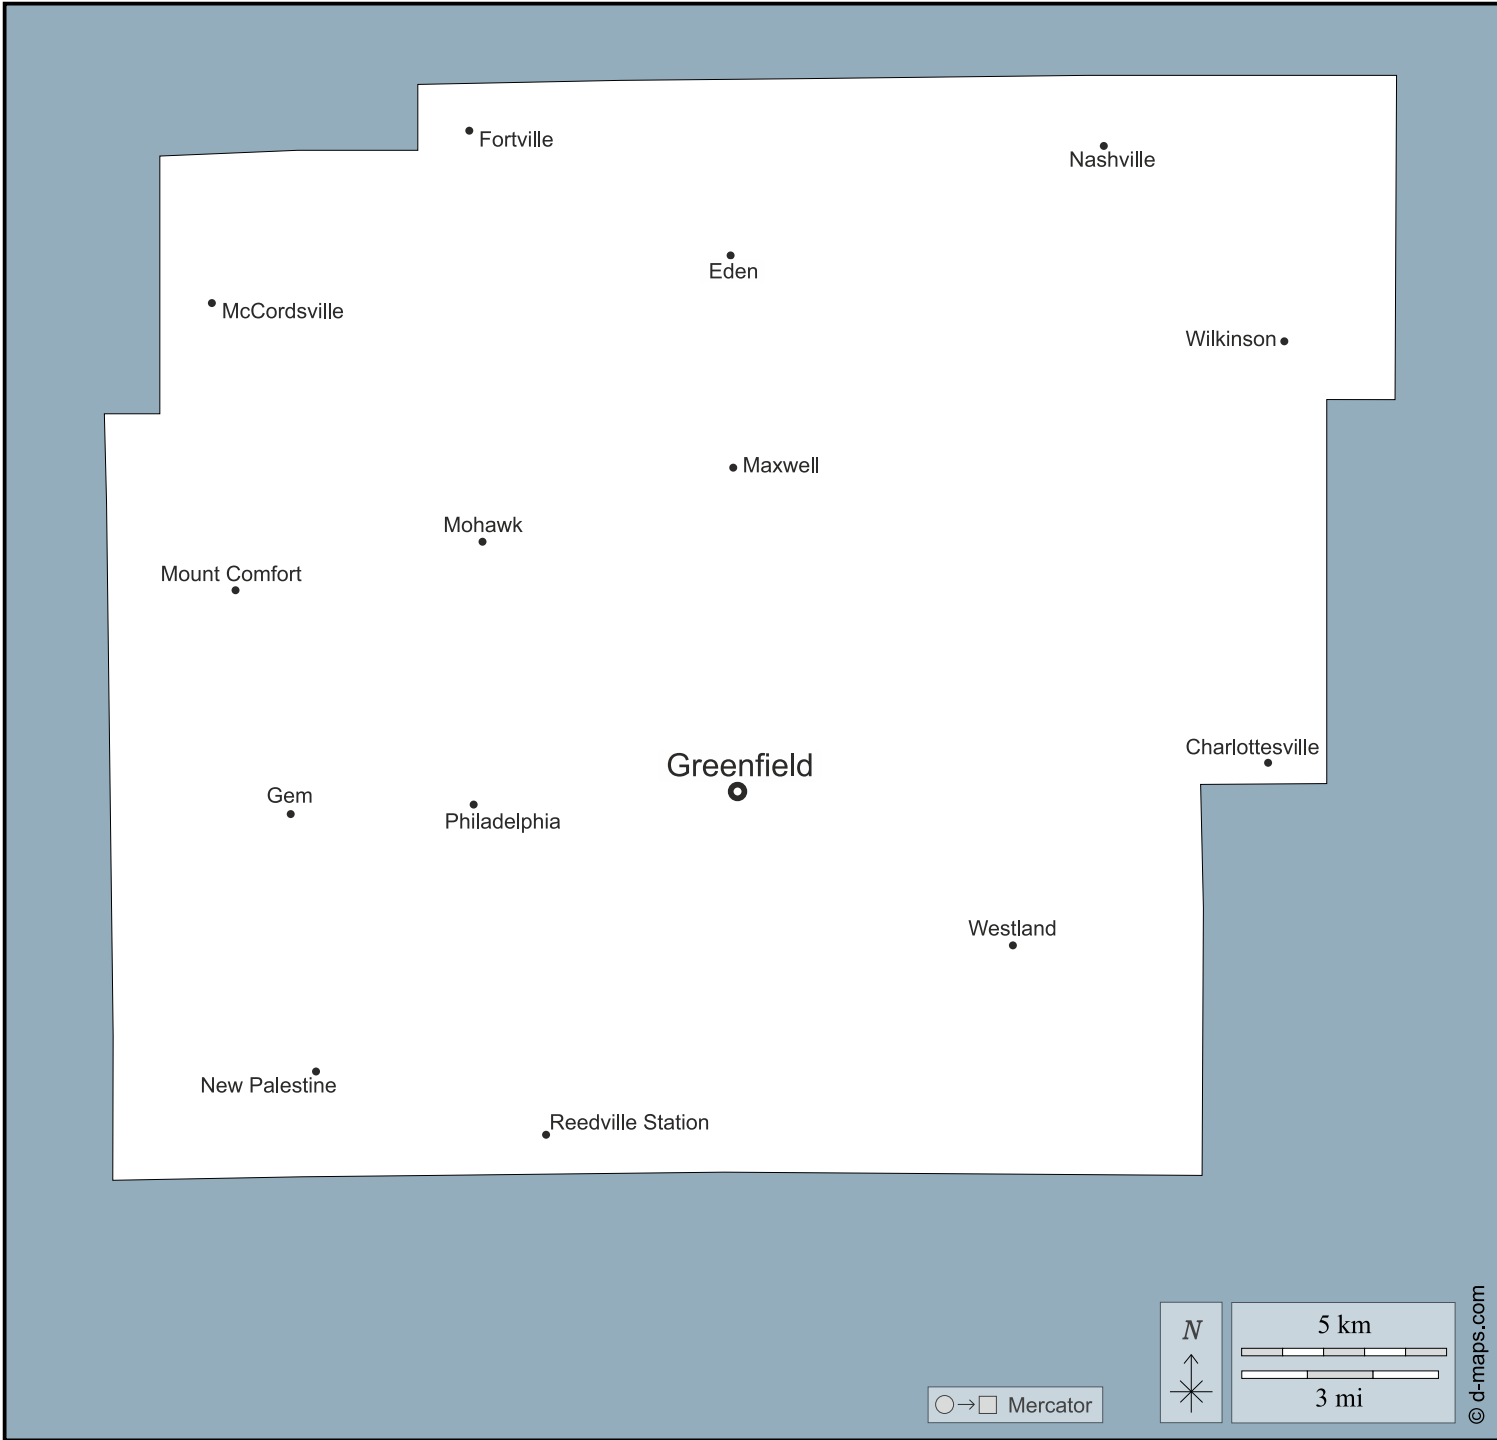 Fortville
Nashville
Eden
McCordsville
Wilkinson
Maxwell
Mohawk
Mount Comfort
Charlottesville
Greenfield
Gem
Philadelphia
Westland
New Palestine
Reedville Station
N
5 km
3 mi
Mercator
© d-maps.com